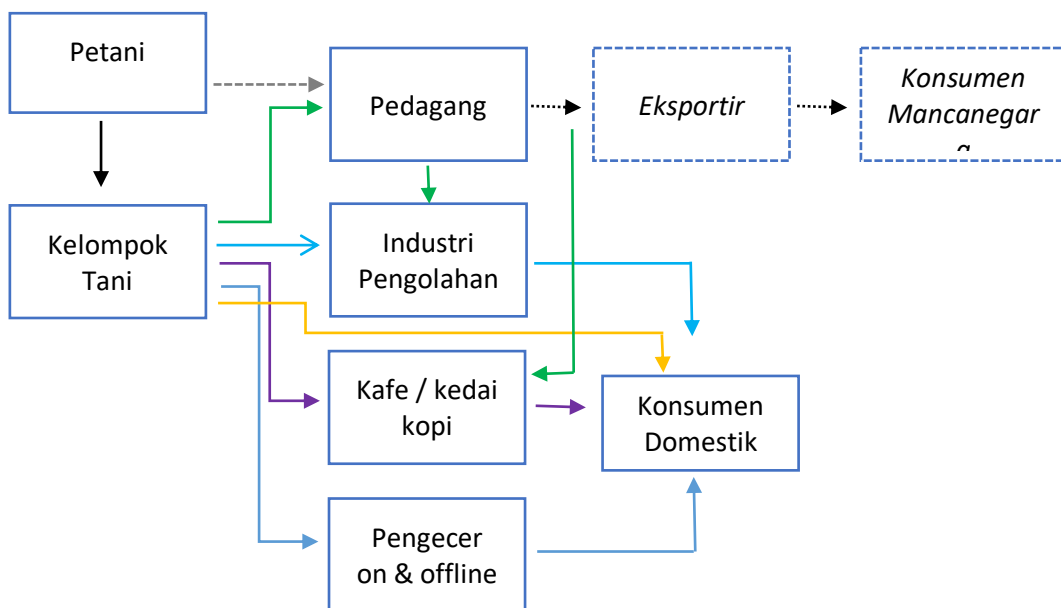 Petani
Pedagang
Eksportir
Konsumen
Mancanegar
a
Kelompok
Tani
Industri
Pengolahan
Kafe / kedai
kopi
Konsumen
Domestik
Pengecer
on & offline